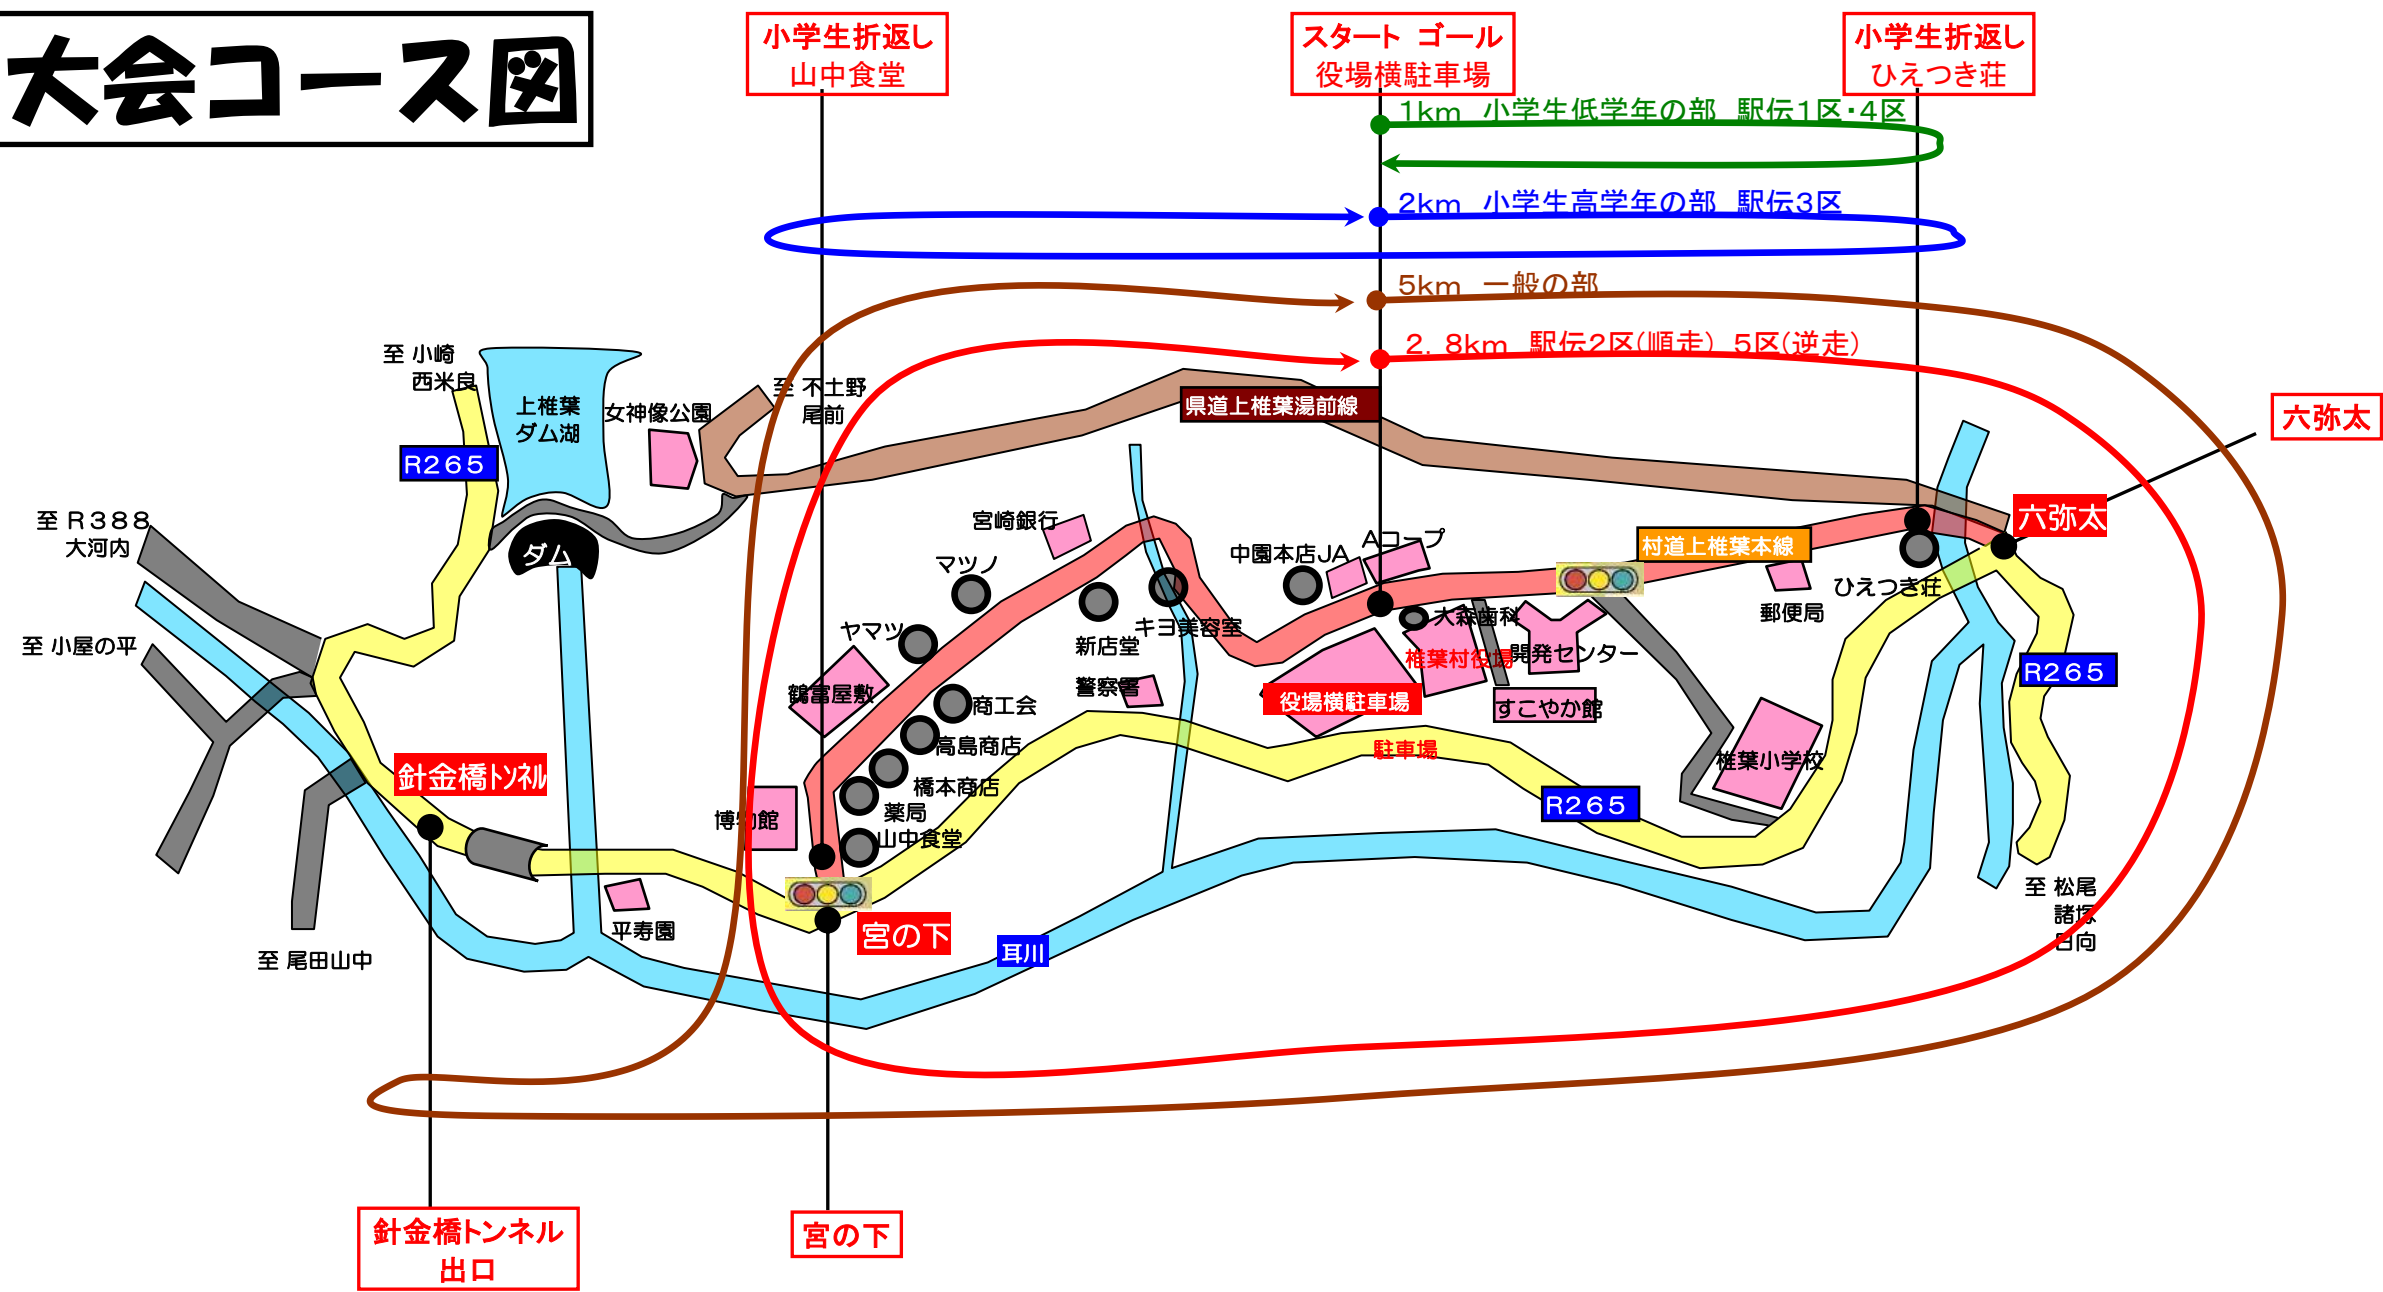 大会コース図
小学生折返し
山中食堂
スタート ゴール
役場横駐車場
小学生折返し
ひえつき荘
1km 小学生低学年の部 駅伝1区・4区
2km 小学生高学年の部 駅伝3区
5km 一般の部
2．8km 駅伝2区(順走) 5区(逆走)
六弥太
至 小崎
西米良
上椎葉
ダム湖
女神像公園
至 不土野
尾前
県道上椎葉湯前線
R265
至 R388
大河内
ダム
宮崎銀行
マツノ
中園本店JA
Aコープ
村道上椎葉本線
六弥太
ひえつき荘
郵便局
至 小屋の平
ヤマツ
新店堂
キヨ美容室
大森歯科
椎葉村役場
開発センター
R265
鶴富屋敷
警察署
商工会
役場横駐車場
すこやか館
高島商店
駐車場
椎葉小学校
針金橋トンネル
橋本商店
R265
博物館
薬局
山中食堂
至 松尾
諸塚
日向
平寿園
宮の下
耳川
至 尾田山中
針金橋トンネル
出口
宮の下